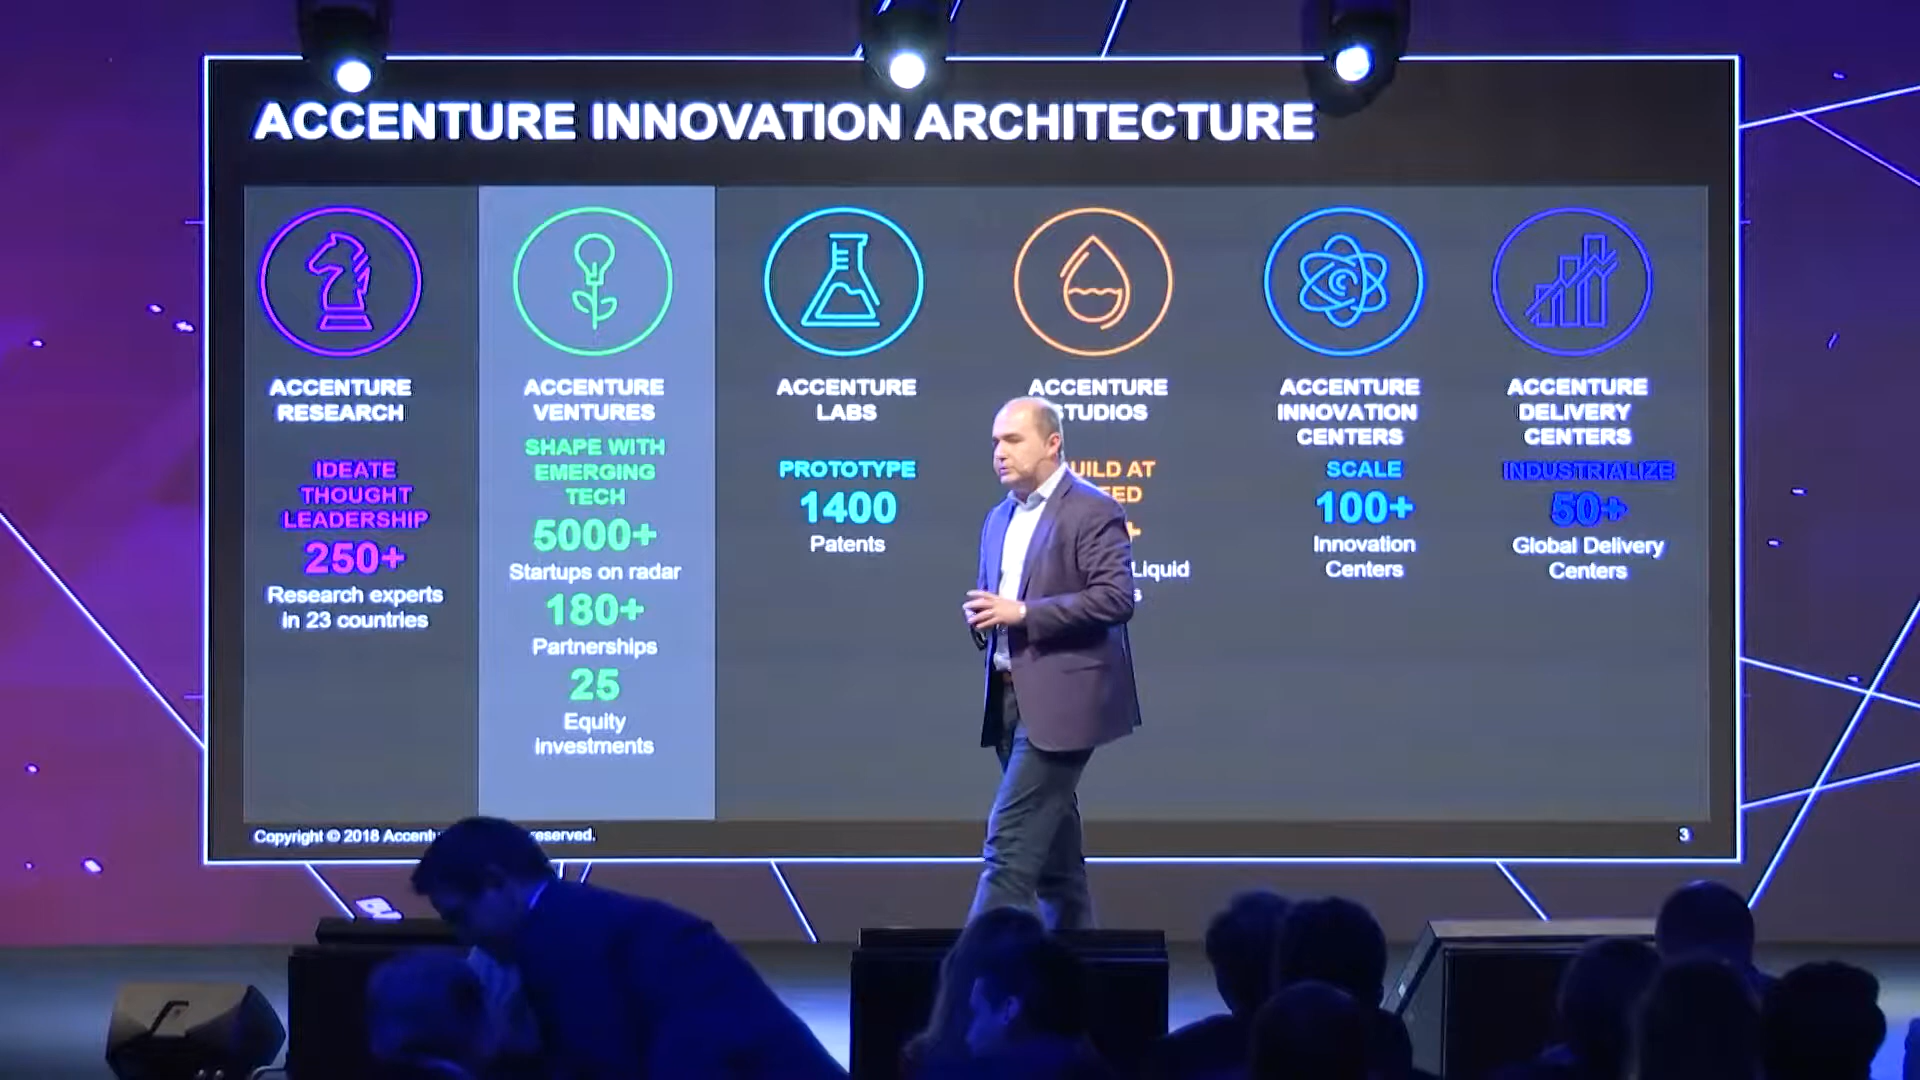 ACCENTURE INNOVATION ARCHITECTURE
ACCENTURE
RESEARCH
IDEATE
THOUGHT
LEADERSHIP
250+
Research experts
in 23 countries
ACCENTURE
VENTURES
SHAPE WITH
EMERGING
TECH
5000+
Startups on radar
180+
Partnerships
25
Equity
investments
ACCENTURE
LABS
PROTOTYPE
1400
Patents
ACCENTURE
STUDIOS
AT
Liquid
ACCENTURE
INNOVATION
CENTERS
SCALE
100+
Innovation
Centers
ACCENTURE
DELIVERY
CENTERS
INDUSTRIALIZE
50+
Global Delivery
Centers
Copyright © 2018 reserved.
3